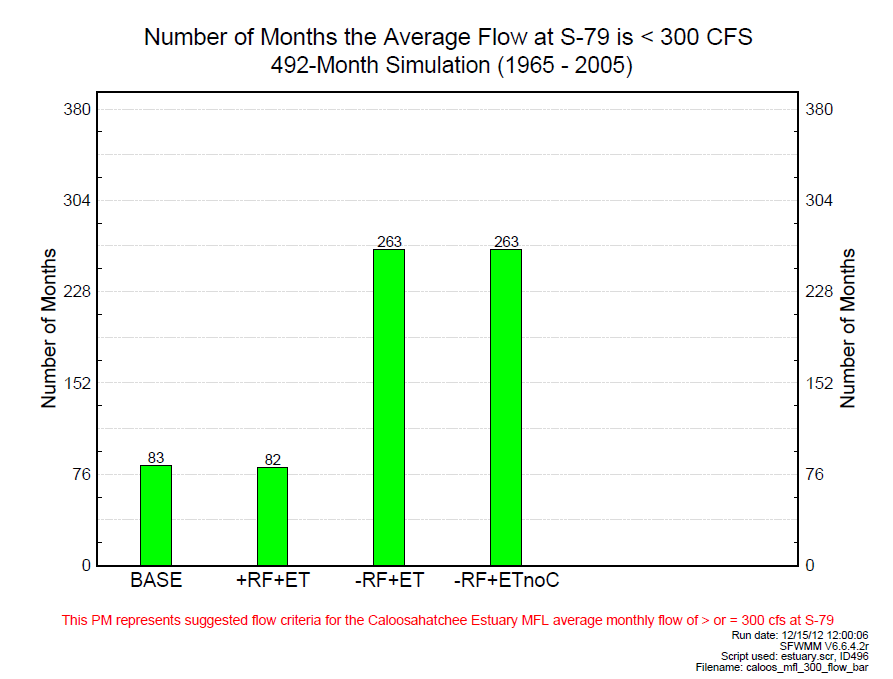 Number of Months the Average Flow at S-79 is < 300 CFS
492-Month Simulation (1965 - 2005)
380
380
304
304
228
228
152
152
76
76
0
0
Number of Months
Number of Months
83
82
263
263
BASE
+RF+ET
-RF+ET
-RF+ETnoC
This PM represents suggested flow criteria for the Caloosahatchee Estuary MFL average monthly flow of > or = 300 cfs at S-79
Run date: 12/15/12 12:00:06
SFWMM V6.6.4.2r
Script used: estuary.scr, ID496
Filename: caloos_mfl_300_flow_bar